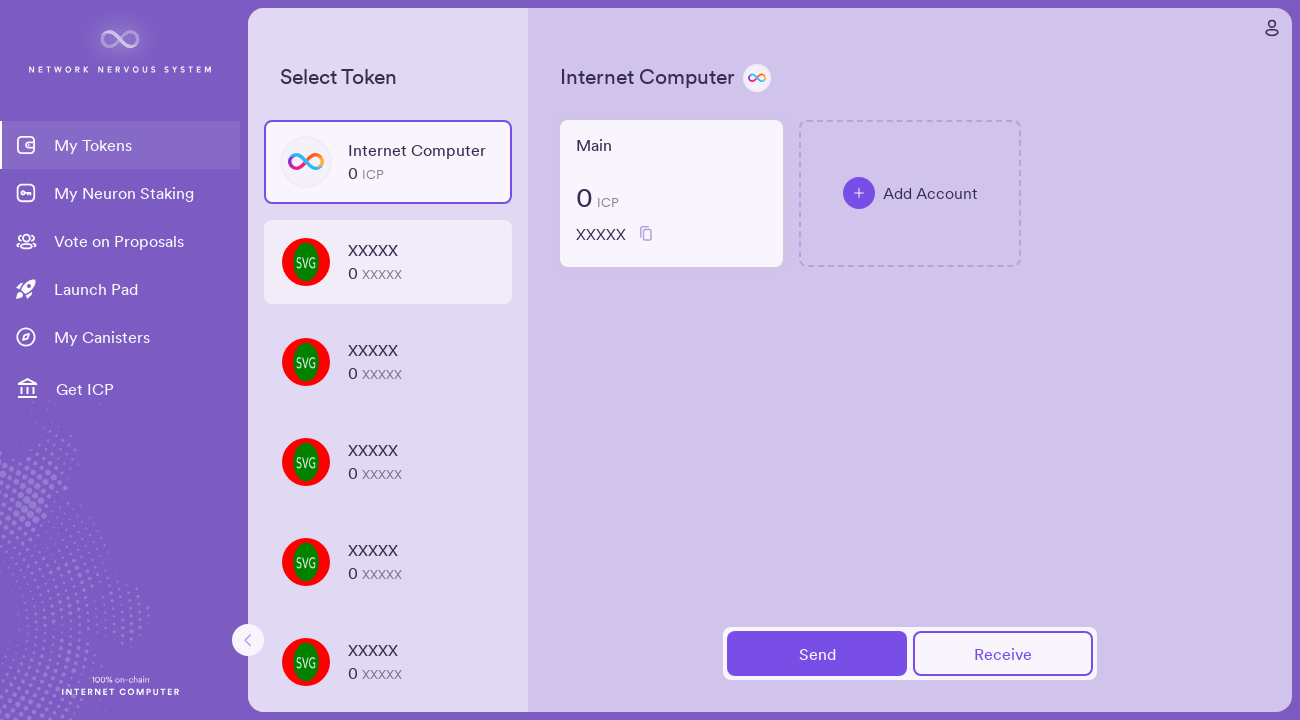 NETWORK NERVOUS SYSTEM
My Tokens
My Neuron Staking
Vote on Proposals
Launch Pad
My Canisters
Get ICP
100% on-chain
INTERNET COMPUTER
Select Token
Internet Computer
0 ICP
SVG
XXXXX
0 XXXXX
SVG
XXXXX
0 XXXXX
SVG
XXXXX
0 XXXXX
SVG
XXXXX
0 XXXXX
SVG
XXXXX
0 XXXXX
Internet Computer
Main
0 ICP
XXXXX
Add Account
Send
Receive